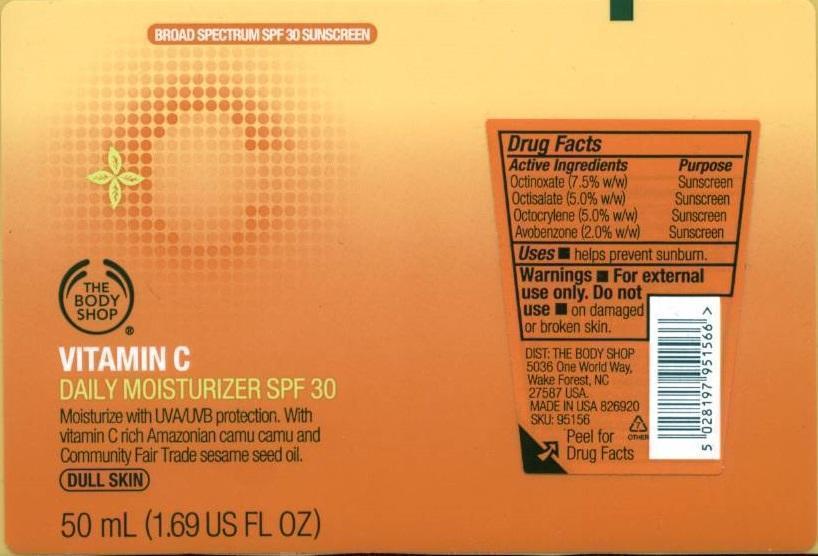 BROAD SPECTRUM SPF 30 SUNSCREEN
THE
BODY
SHOP
®
VITAMIN C
DAILY MOISTURIZER SPF 30
Moisturize with UVA/UVB protection. With
vitamin C rich Amazonian camu camu and
Community Fair Trade sesame seed oil.
DULL SKIN
50 mL (1.69 US FL OZ)
Drug Facts
Active Ingredients Purpose
Octinoxate (7.5% w/w) Sunscreen
Octisalate (5.0% w/w) Sunscreen
Octocrylene (5.0% w/w) Sunscreen
Avobenzone (2.0% w/w) Sunscreen
Uses ■ helps prevent sunburn.
Warnings ■ For external
use only. Do not
use ■ on damaged
or broken skin.
DIST: THE BODY SHOP
5036 One World Way,
Wake Forest, NC
27587 USA.
MADE IN USA 826920
SKU: 95156
7
OTHER
Peel for
Drug Facts
5 028197 951566 >